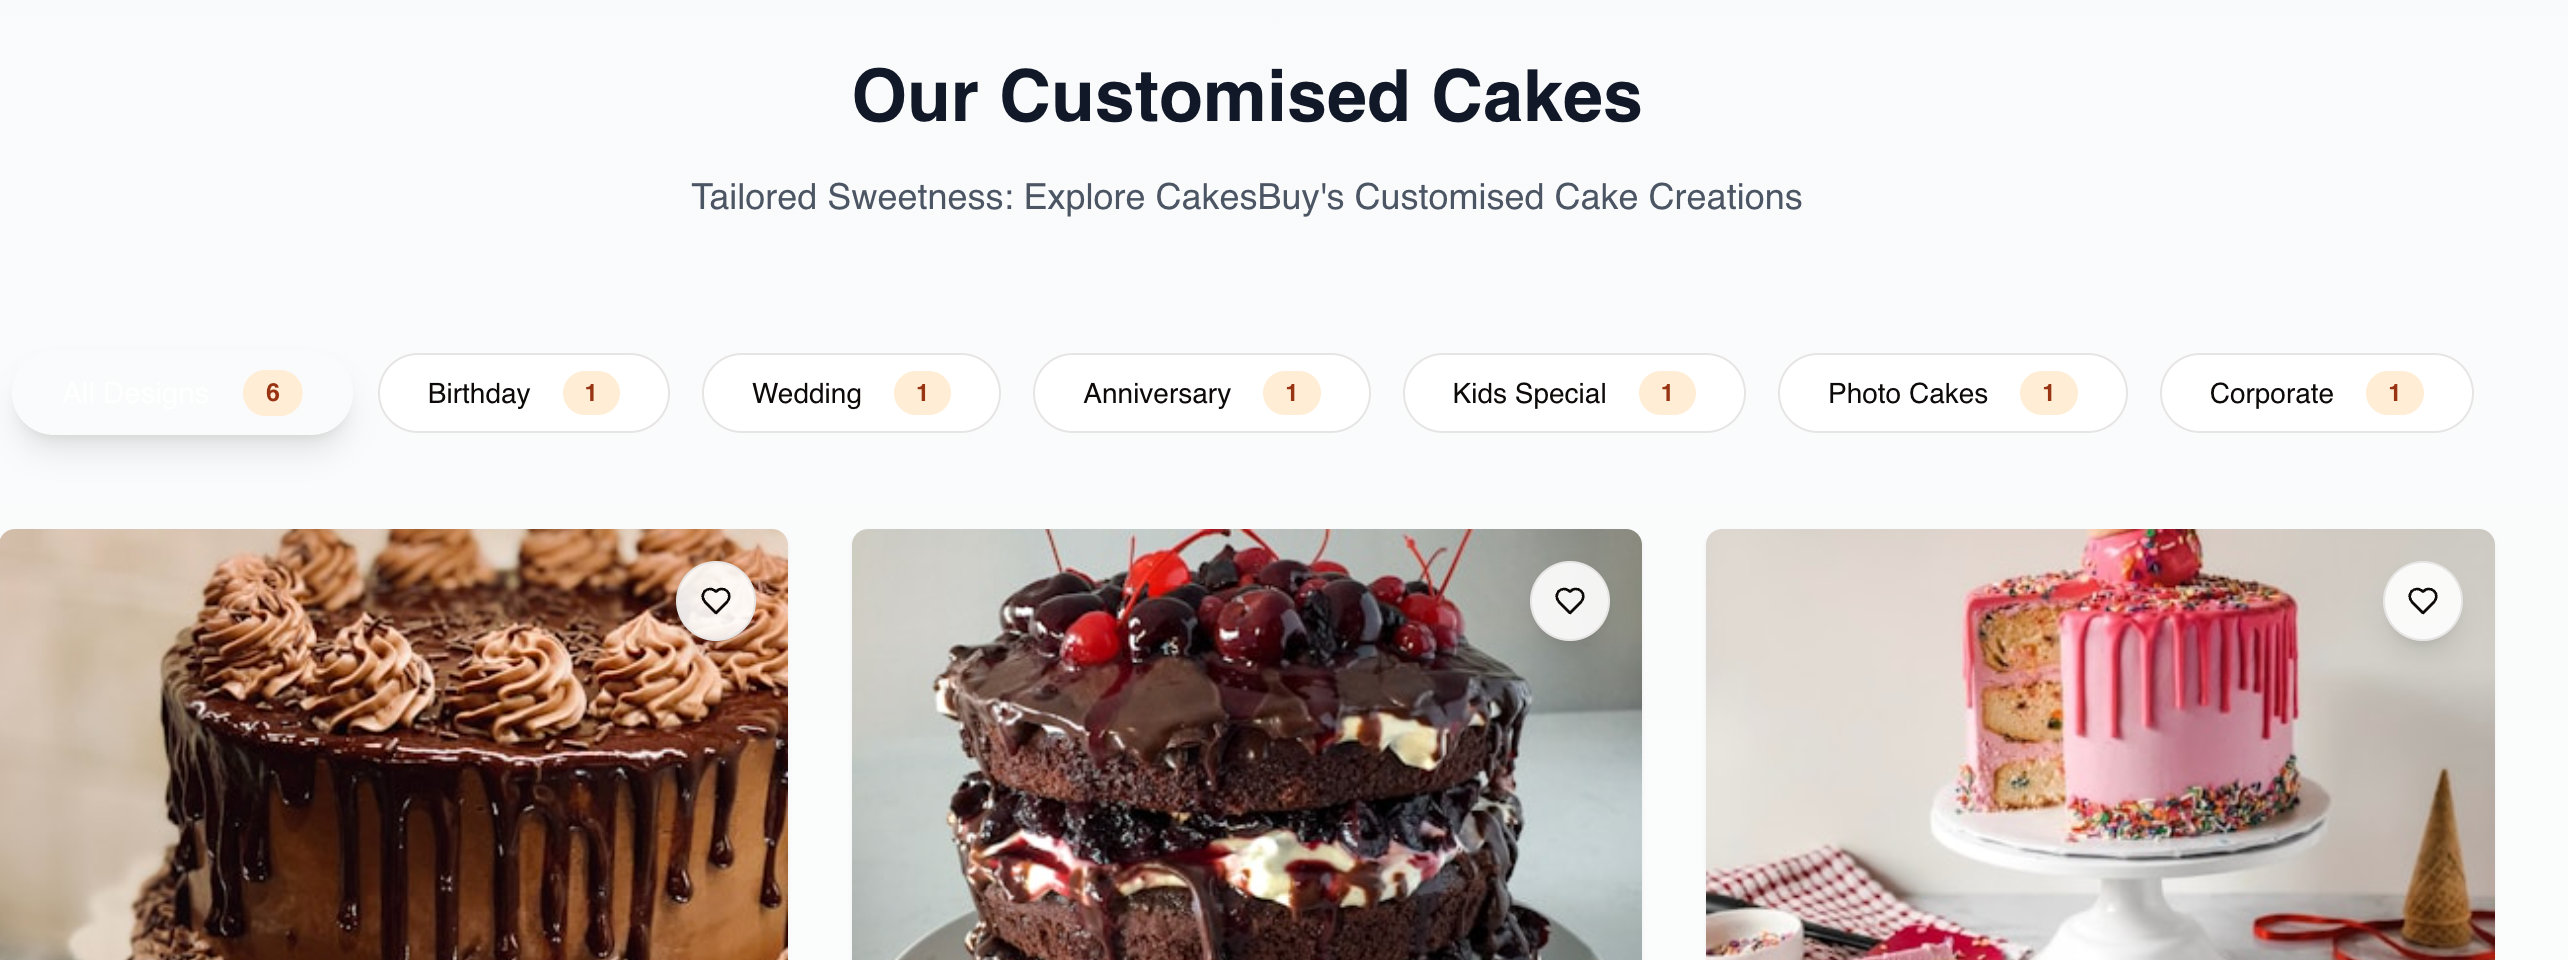 Our Customised Cakes
Tailored Sweetness: Explore CakesBuy's Customised Cake Creations
All Designs 6 Birthday 1 Wedding 1 Anniversary 1 Kids Special 1 Photo Cakes 1 Corporate 1